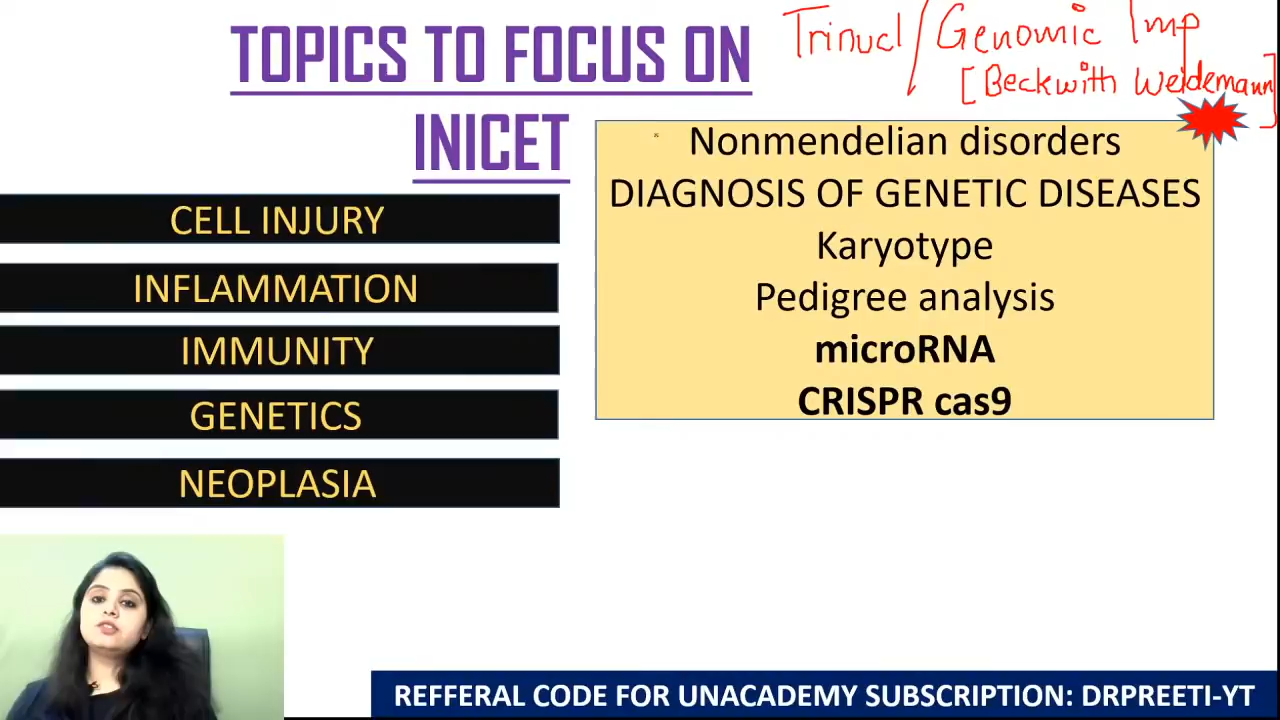 TOPICS TO FOCUS ON
INICET
Trinucl / Genomic Imp
[Beckwith Weidemann]
CELL INJURY
INFLAMMATION
IMMUNITY
GENETICS
NEOPLASIA
Nonmendelian disorders
DIAGNOSIS OF GENETIC DISEASES
Karyotype
Pedigree analysis
microRNA
CRISPR cas9
REFFERAL CODE FOR UNACADEMY SUBSCRIPTION: DRPREETI-YT